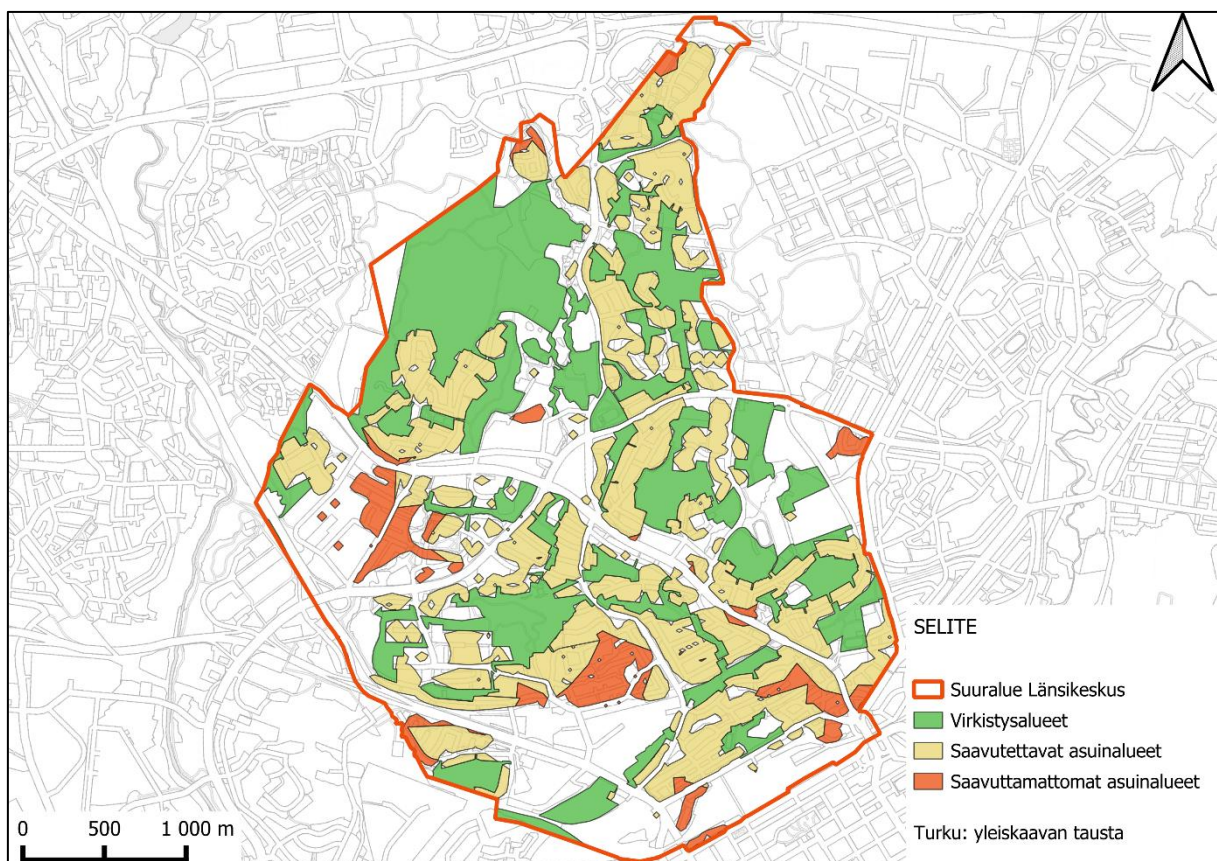 SELITE
Suuralue Länsikeskus
Virkistysalueet
Saavutettavat asuinalueet
Saavuttamattomat asuinalueet
Turku: yleiskaavan tausta
0 500 1 000 m